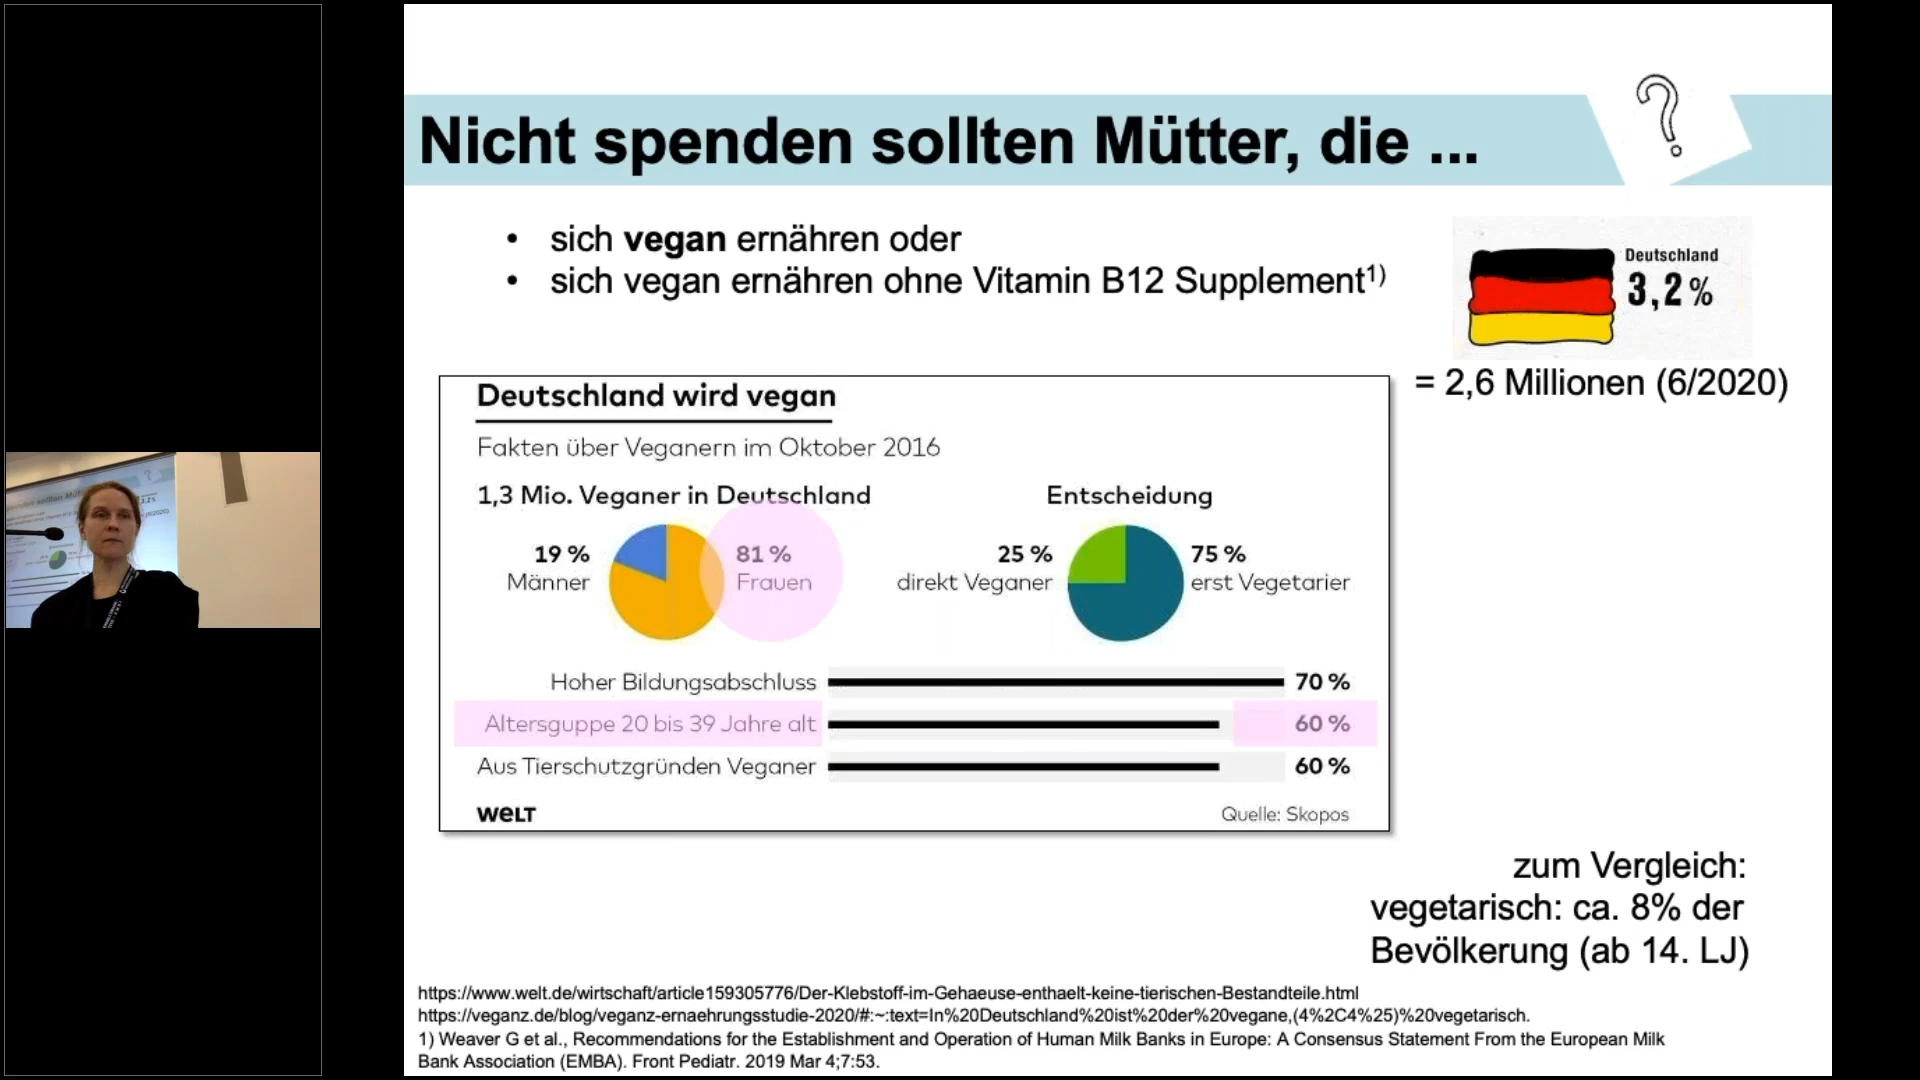 Nicht spenden sollten Mütter, die ...
?
• sich vegan ernähren oder
• sich vegan ernähren ohne Vitamin B12 Supplement1)
Deutschland
3,2 %
= 2,6 Millionen (6/2020)
Deutschland wird vegan
Fakten über Veganern im Oktober 2016
1,3 Mio. Veganer in Deutschland
19 %
Männer
81 %
Frauen
Entscheidung
25 %
direkt Veganer
75 %
erst Vegetarier
Hoher Bildungsabschluss 70 %
Altersguppe 20 bis 39 Jahre alt 60 %
Aus Tierschutzgründen Veganer 60 %
WELT
Quelle: Skopos
zum Vergleich:
vegetarisch: ca. 8% der
Bevölkerung (ab 14. LJ)
https://www.welt.de/wirtschaft/article159305776/Der-Klebstoff-im-Gehaeuse-enthaelt-keine-tierischen-Bestandteile.html
https://veganz.de/blog/veganz-ernaehrungsstudie-2020/#:~:text=In%20Deutschland%20ist%20der%20vegane,(4%2C4%25)%20vegetarisch.
1) Weaver G et al., Recommendations for the Establishment and Operation of Human Milk Banks in Europe: A Consensus Statement From the European Milk
Bank Association (EMBA). Front Pediatr. 2019 Mar 4;7:53.